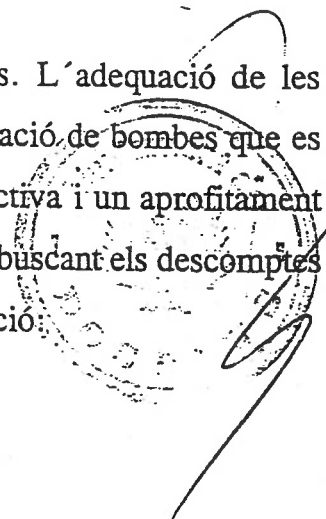 s. L´adequació de les
ació de bombes que es
ctiva i un aprofitament
buscant els descomptes
ció.